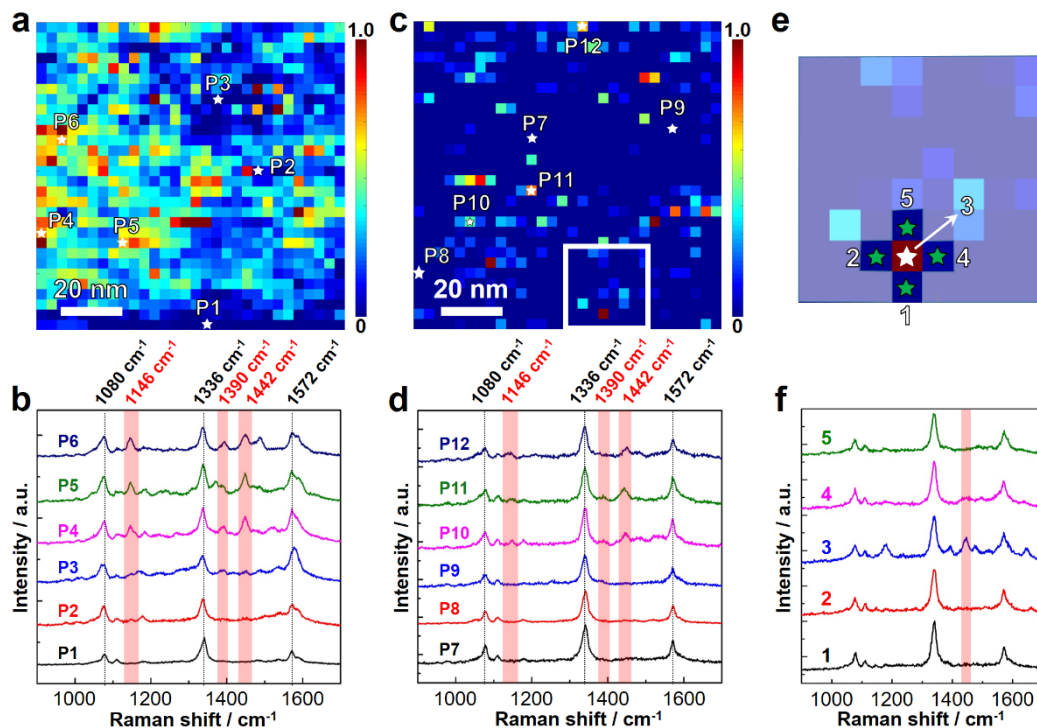 a
1.0
P3
P6
P2
P4
P5
20 nm
P1
0
c
1.0
P12
P9
P7
P11
P10
P8
20 nm
0
e
5
3
2
4
1
b
1080 cm-1
1146 cm-1
1336 cm-1
1390 cm-1
1442 cm-1
1572 cm-1
P6
P5
P4
P3
P2
P1
Intensity / a.u.
1000 1200 1400 1600
Raman shift / cm-1
d
1080 cm-1
1146 cm-1
1336 cm-1
1390 cm-1
1442 cm-1
1572 cm-1
P12
P11
P10
P9
P8
P7
Intensity / a.u.
1000 1200 1400 1600
Raman shift / cm-1
f
5
4
3
2
1
Intensity / a.u.
1000 1200 1400 1600
Raman shift / cm-1